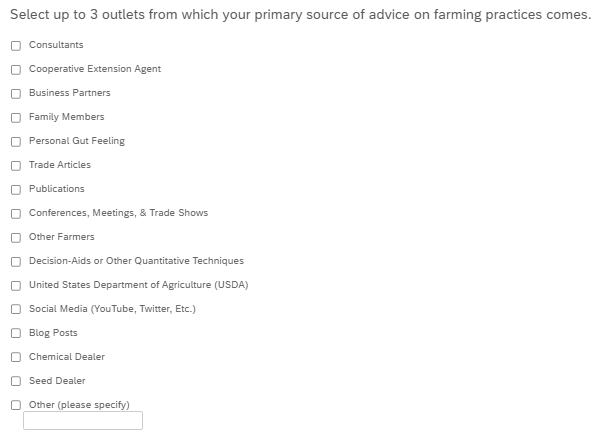 Select up to 3 outlets from which your primary source of advice on farming practices comes.
Consultants
Cooperative Extension Agent
Business Partners
Family Members
Personal Gut Feeling
Trade Articles
Publications
Conferences, Meetings, & Trade Shows
Other Farmers
Decision-Aids or Other Quantitative Techniques
United States Department of Agriculture (USDA)
Social Media (YouTube, Twitter, Etc.)
Blog Posts
Chemical Dealer
Seed Dealer
Other (please specify)